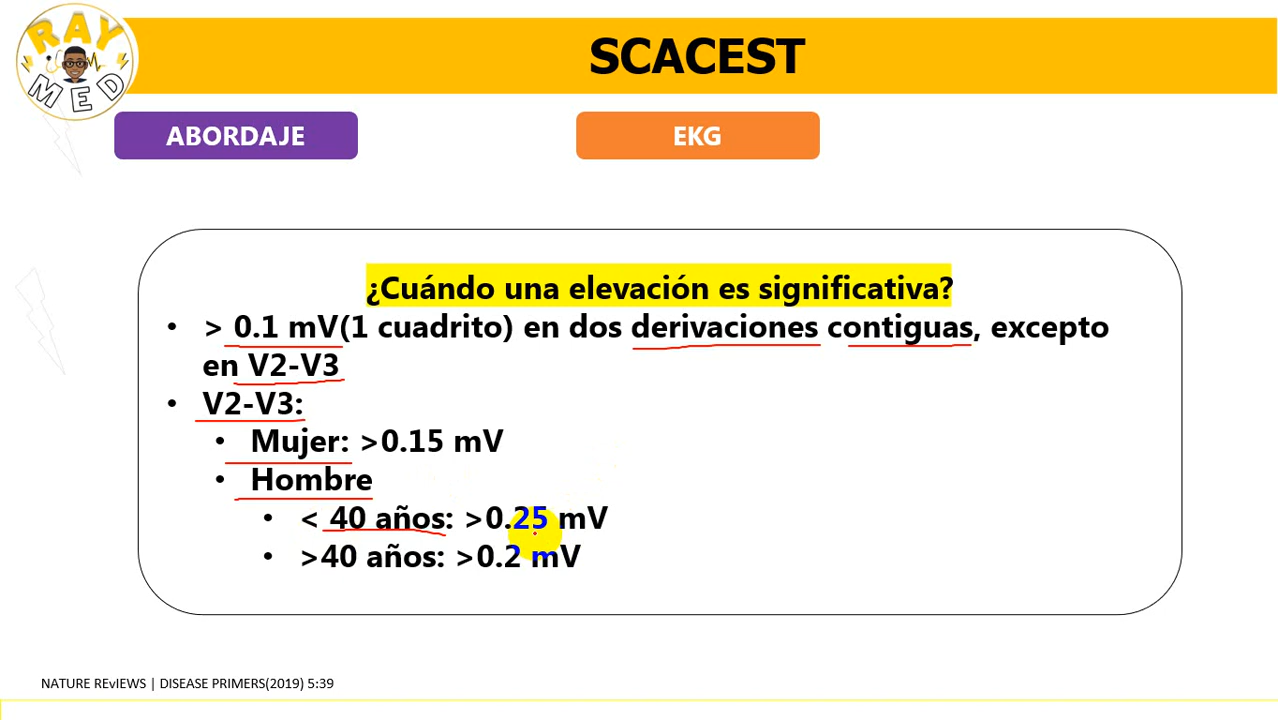 RAY
MED
SCACEST
ABORDAJE
EKG
¿Cuándo una elevación es significativa?
• > 0.1 mV(1 cuadrito) en dos derivaciones contiguas, excepto
en V2-V3
• V2-V3:
• Mujer: >0.15 mV
• Hombre
• < 40 años: >0.25 mV
• >40 años: >0.2 mV
NATURE REvIEWS | DISEASE PRIMERS(2019) 5:39